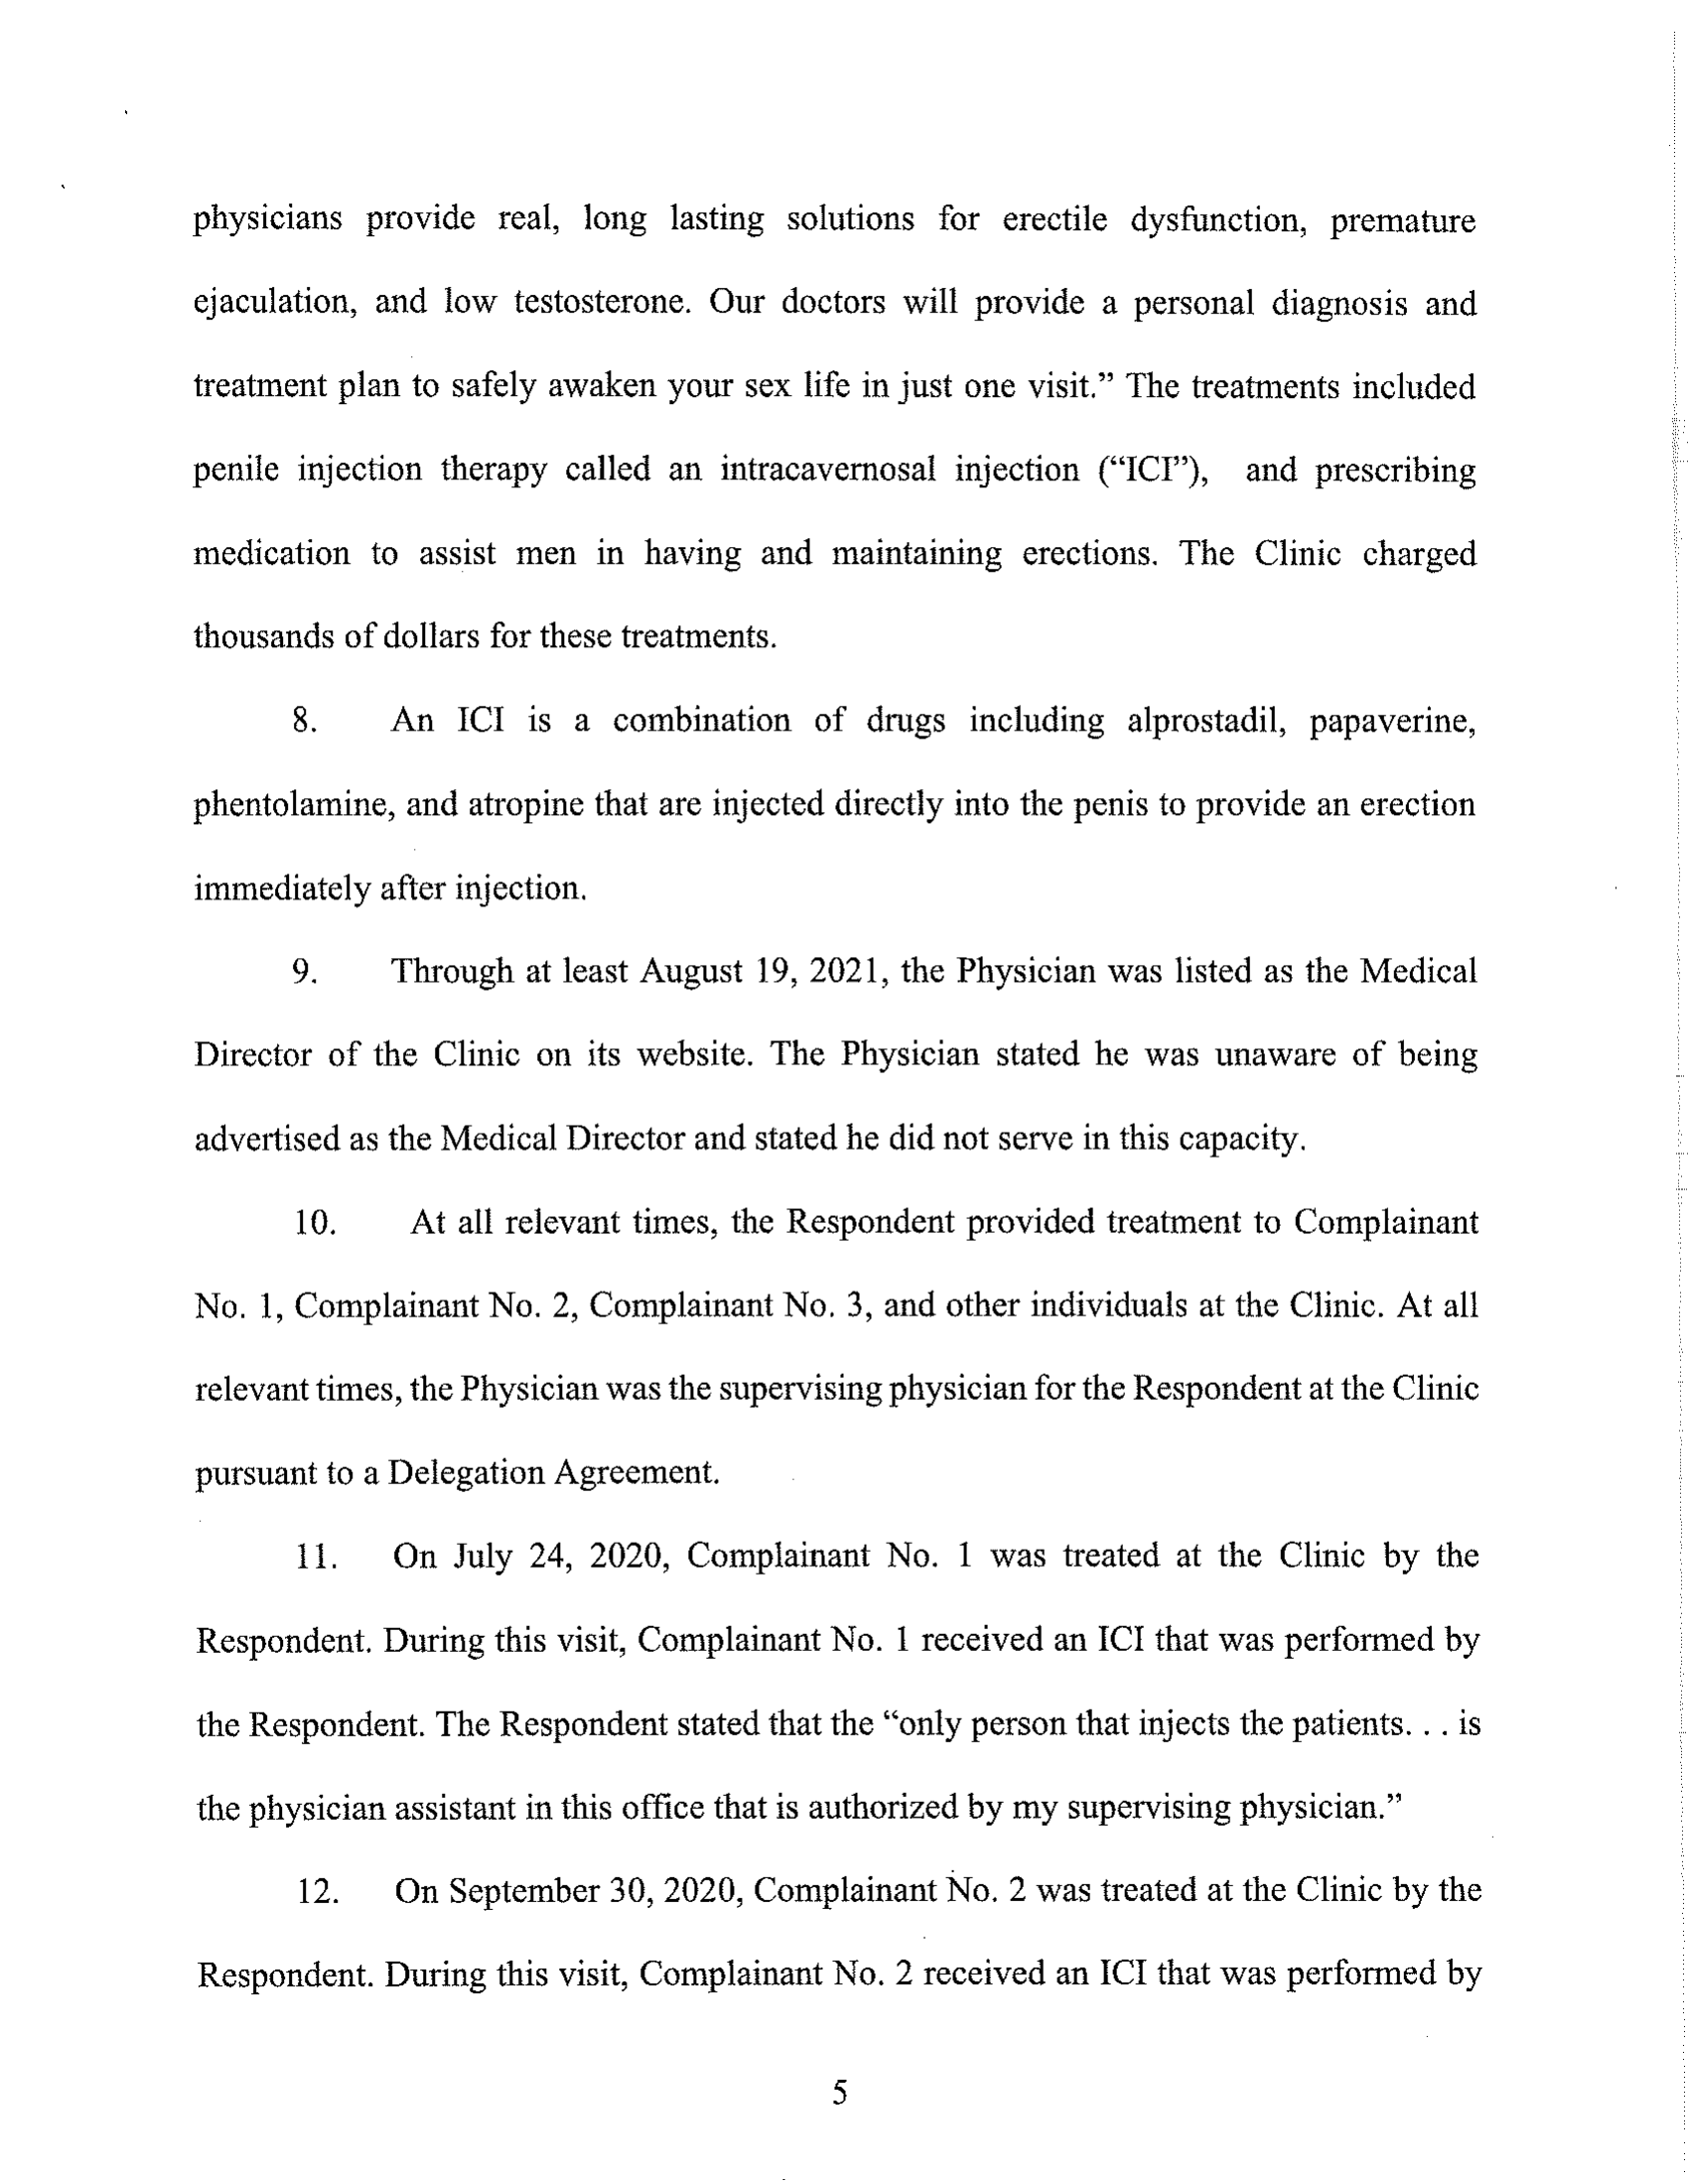 physicians provide real, long lasting solutions for erectile dysfunction, premature
ejaculation, and low testosterone. Our doctors will provide a personal diagnosis and
treatment plan to safely awaken your sex life in just one visit.” The treatments included
penile injection therapy called an intracavernosal injection (“ICI”), and prescribing
medication to assist men in having and maintaining erections. The Clinic charged
thousands of dollars for these treatments.
8. An ICI is a combination of drugs including alprostadil, papaverine,
phentolamine, and atropine that are injected directly into the penis to provide an erection
immediately after injection.
9. Through at least August 19, 2021, the Physician was listed as the Medical
Director of the Clinic on its website. The Physician stated he was unaware of being
advertised as the Medical Director and stated he did not serve in this capacity.
10. At all relevant times, the Respondent provided treatment to Complainant
No. 1, Complainant No. 2, Complainant No. 3, and other individuals at the Clinic. At all
relevant times, the Physician was the supervising physician for the Respondent at the Clinic
pursuant to a Delegation Agreement.
11. On July 24, 2020, Complainant No. 1 was treated at the Clinic by the
Respondent. During this visit, Complainant No. 1 received an ICI that was performed by
the Respondent. The Respondent stated that the “only person that injects the patients. . . is
the physician assistant in this office that is authorized by my supervising physician.”
12. On September 30, 2020, Complainant No. 2 was treated at the Clinic by the
Respondent. During this visit, Complainant No. 2 received an ICI that was performed by
5